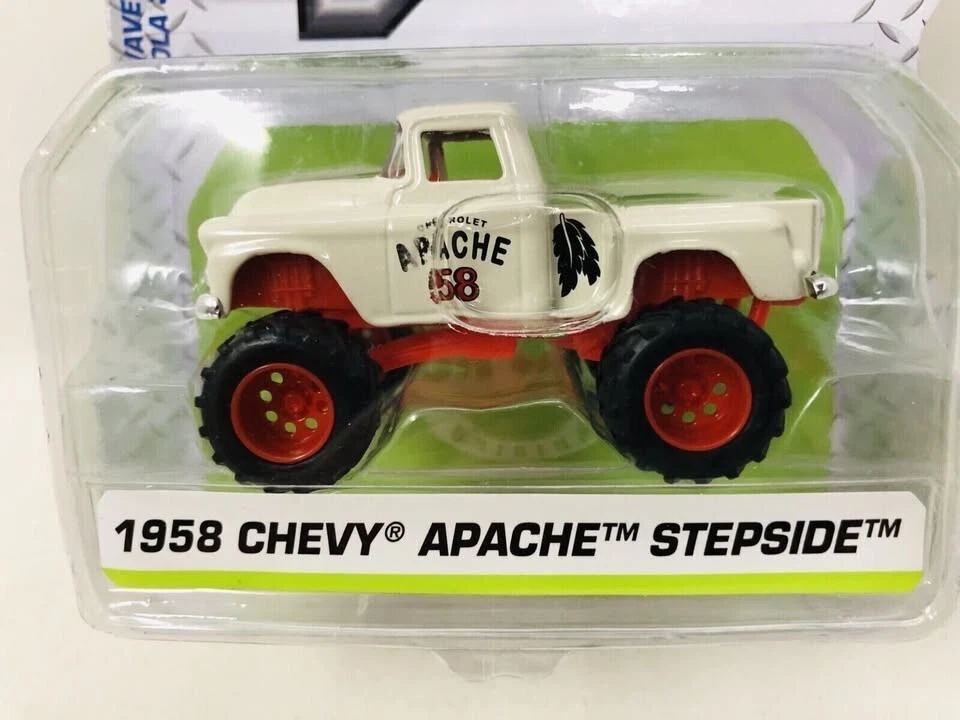 CHEVROLET
APACHE
58
1958 CHEVY® APACHE™ STEPSIDE™